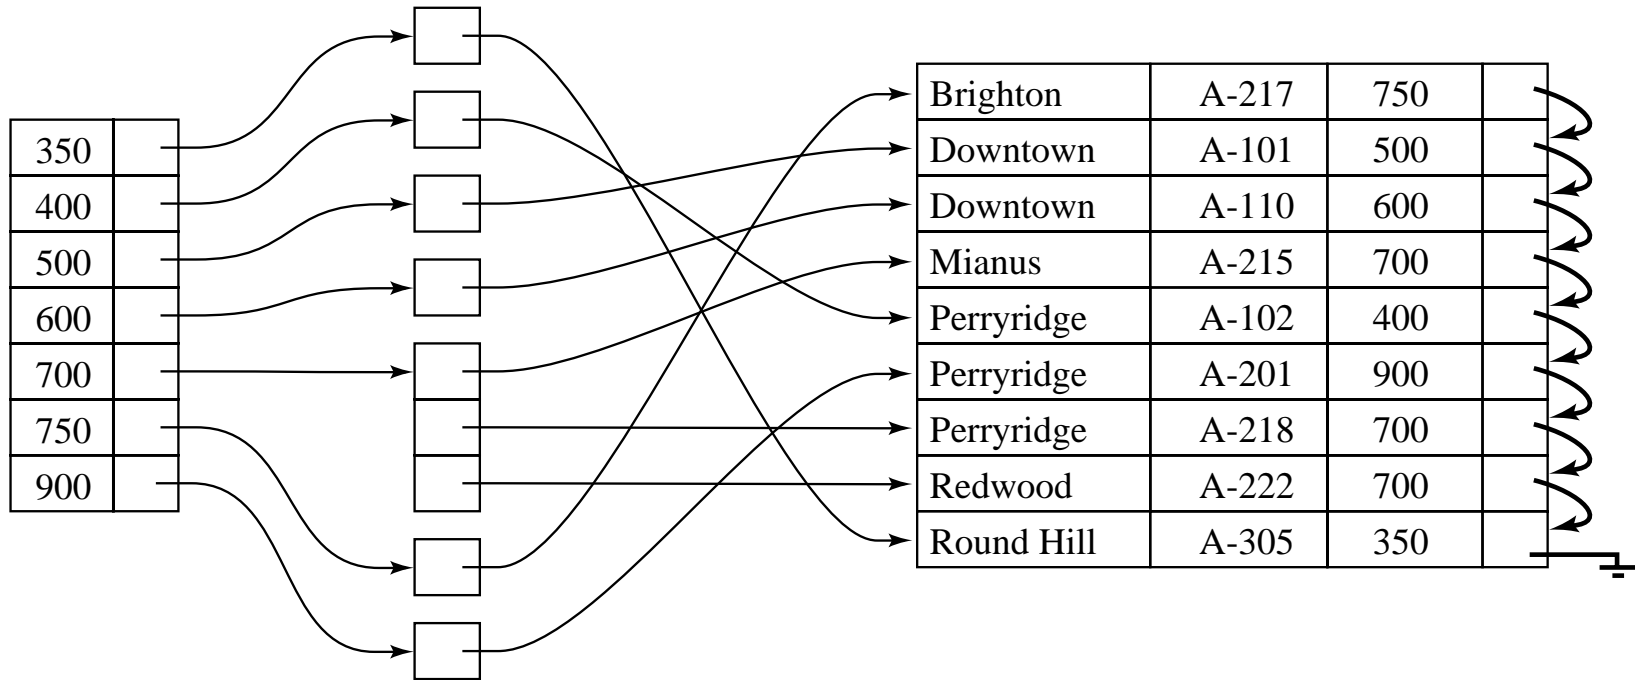 350
400
500
600
700
750
900
Brighton A-217 750
Downtown A-101 500
Downtown A-110 600
Mianus A-215 700
Perryridge A-102 400
Perryridge A-201 900
Perryridge A-218 700
Redwood A-222 700
Round Hill A-305 350